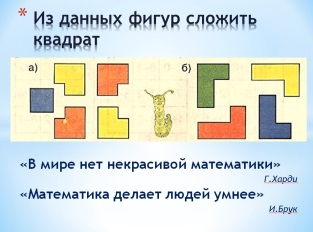 * Из данных фигур сложить
квадрат
а)
б)
«В мире нет некрасивой математики»
Г.Харди
«Математика делает людей умнее»
И.Брук